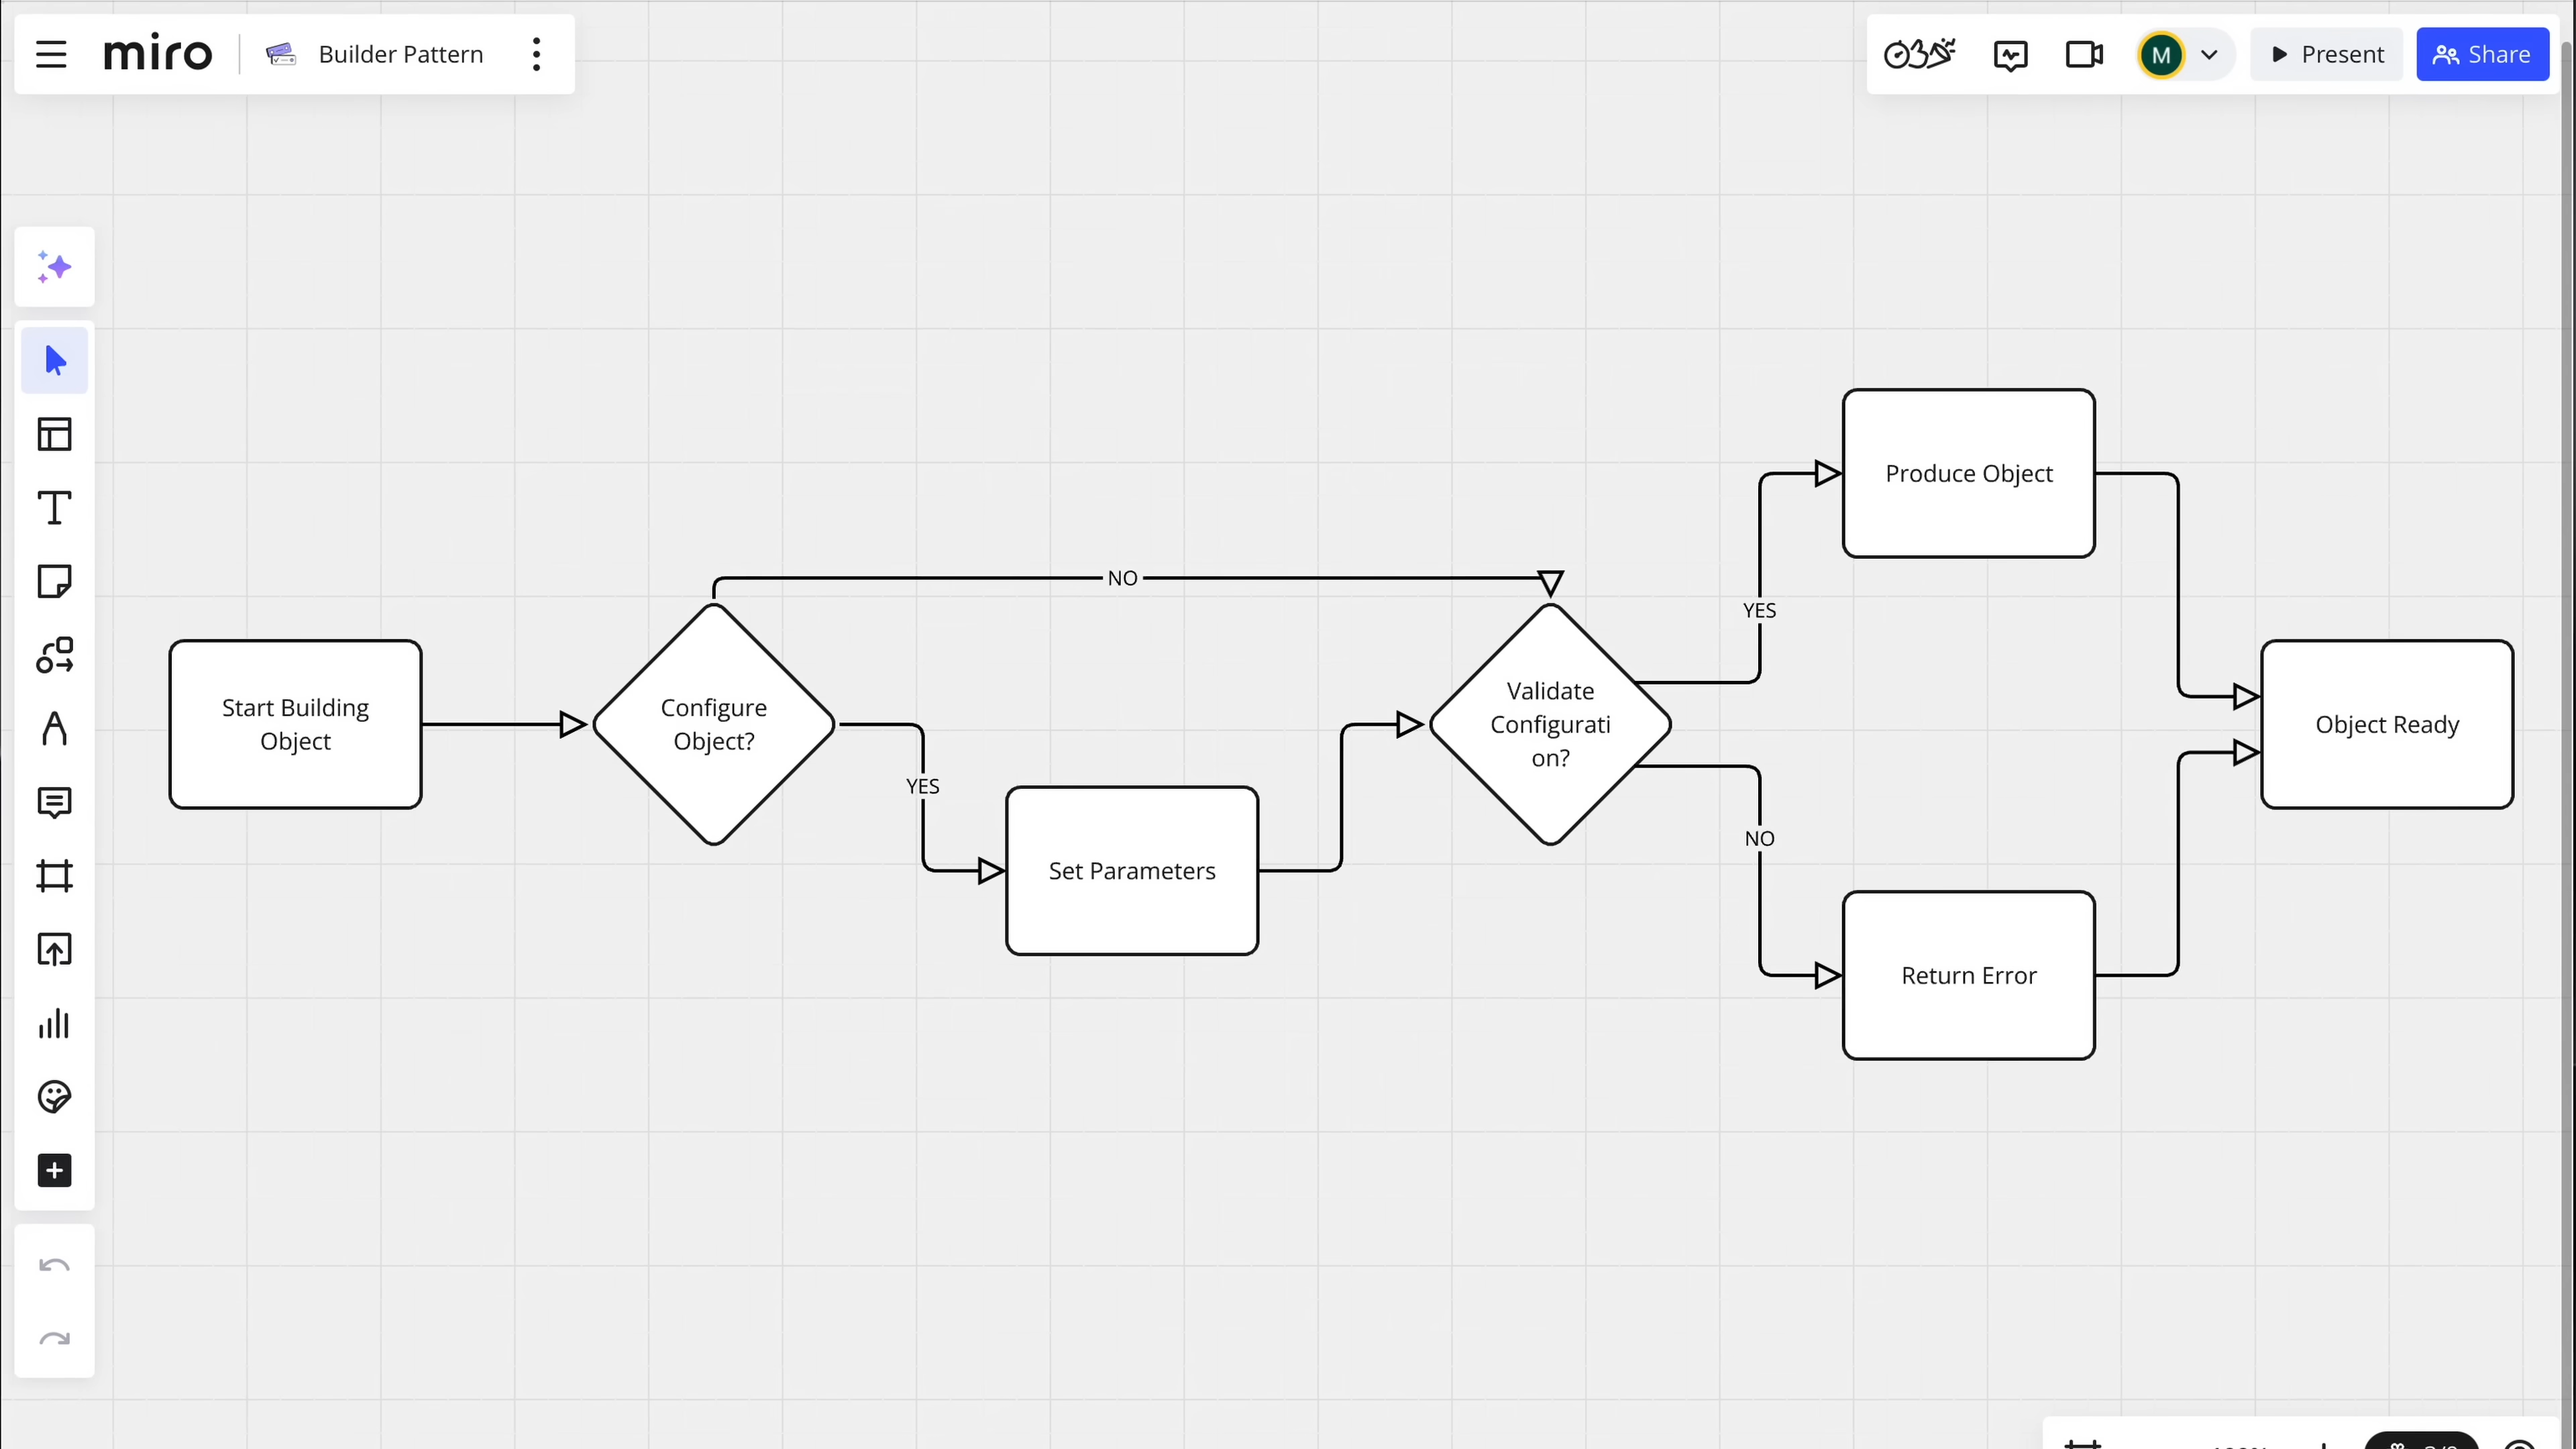 miro
Builder Pattern
M
Present
Share
Produce Object
NO
YES
Start Building
Object
Configure
Object?
YES
Set Parameters
Validate
Configurati
on?
NO
Object Ready
Return Error